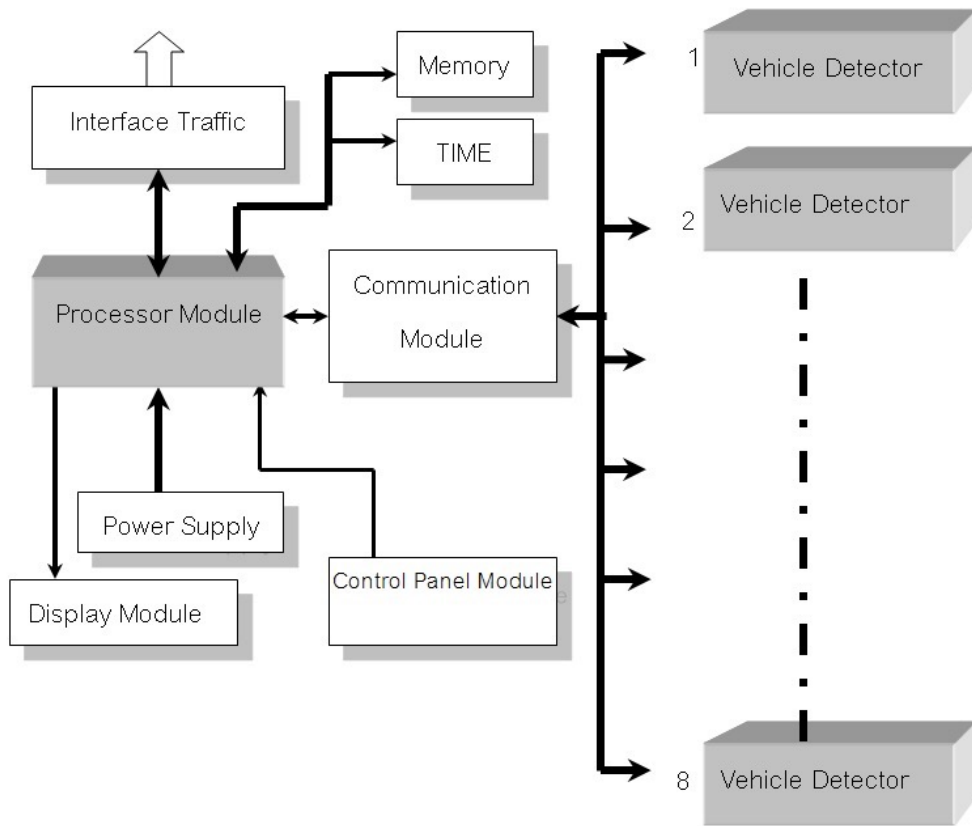 Memory
1
Vehicle Detector
Interface Traffic
TIME
2
Vehicle Detector
Communication
Module
Processor Module
Power Supply
Control Panel Module
Display Module
8
Vehicle Detector